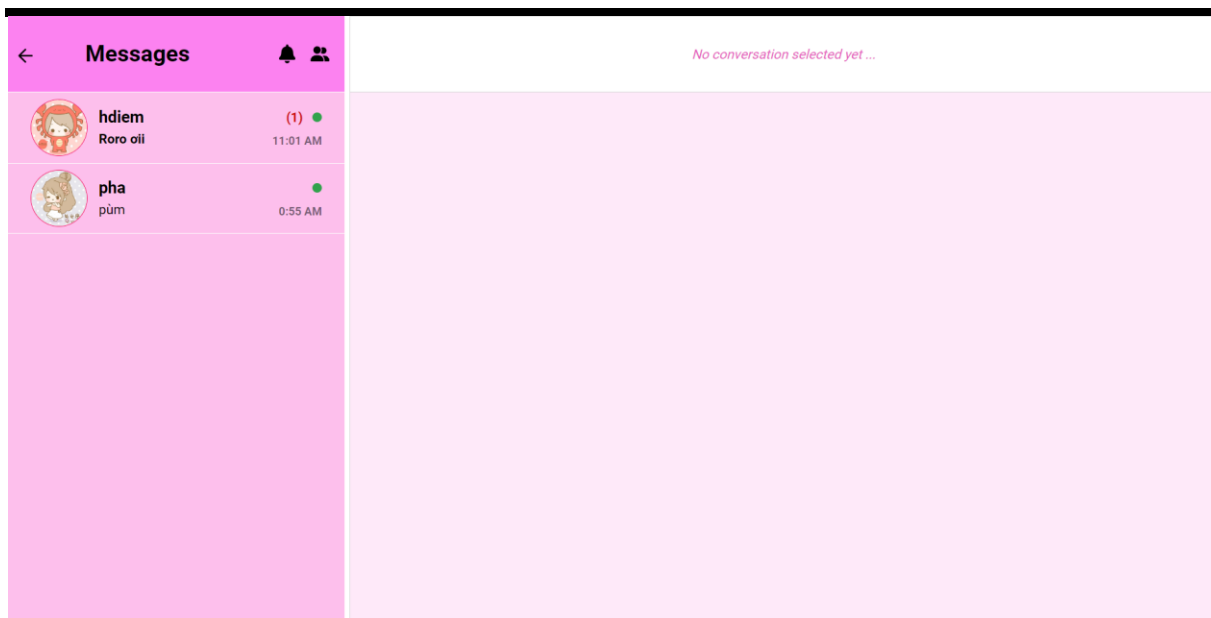 Messages
No conversation selected yet ...
hdiem (1)
Roro ơii 11:01 AM
pha
pùm 0:55 AM